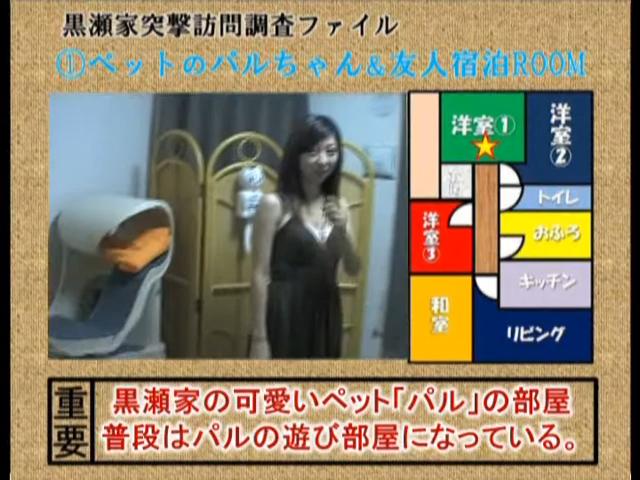 黒瀬家突撃訪問調査ファイル
①ペットのパルちゃん&友人宿泊ROOM
洋室①
洋室②
トイレ
洋室③
おふろ
キッチン
和室
リビング
重要
黒瀬家の可愛いペット「パル」の部屋
普段はパルの遊び部屋になっている。